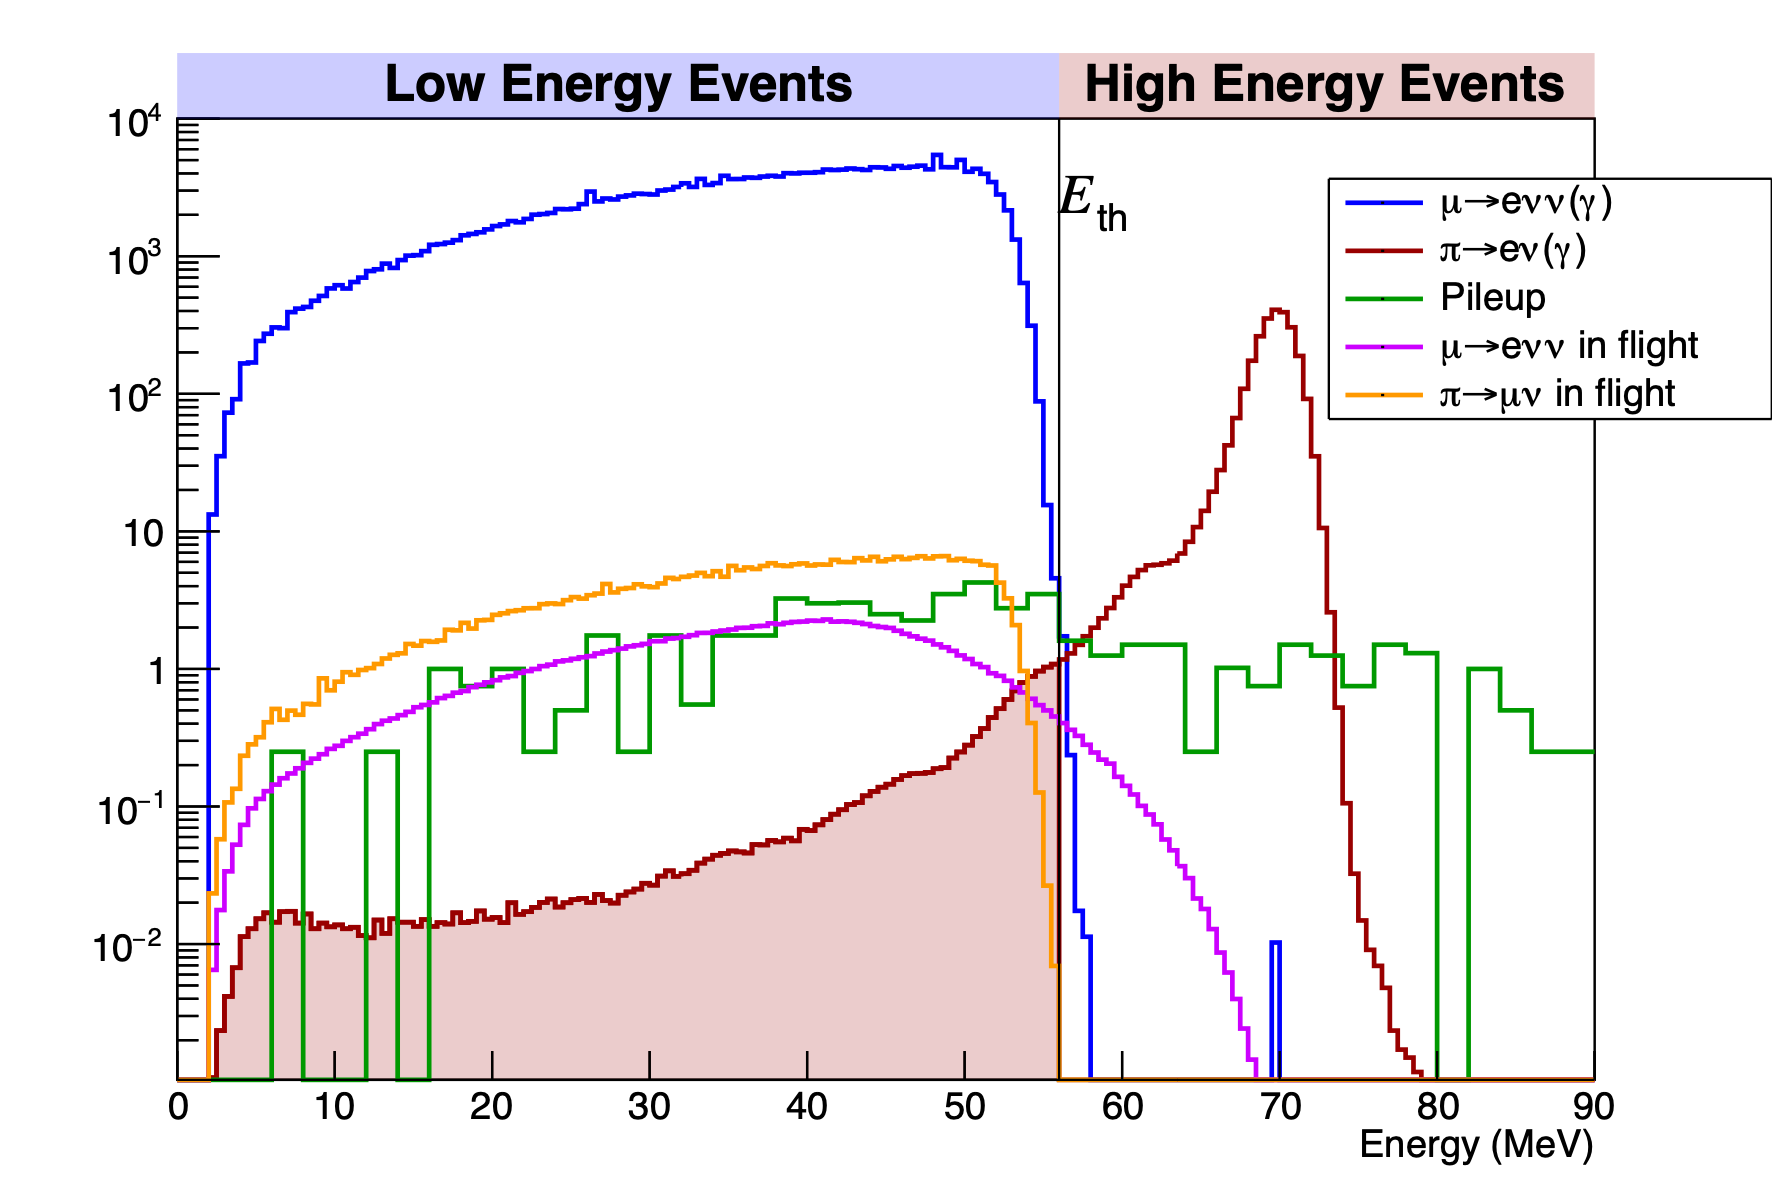 Low Energy Events
High Energy Events
10⁴
10³
10²
10
1
10⁻¹
10⁻²
E_th
μ→eνν(γ)
π→eν(γ)
Pileup
μ→eνν in flight
π→μν in flight
0 10 20 30 40 50 60 70 80 90
Energy (MeV)